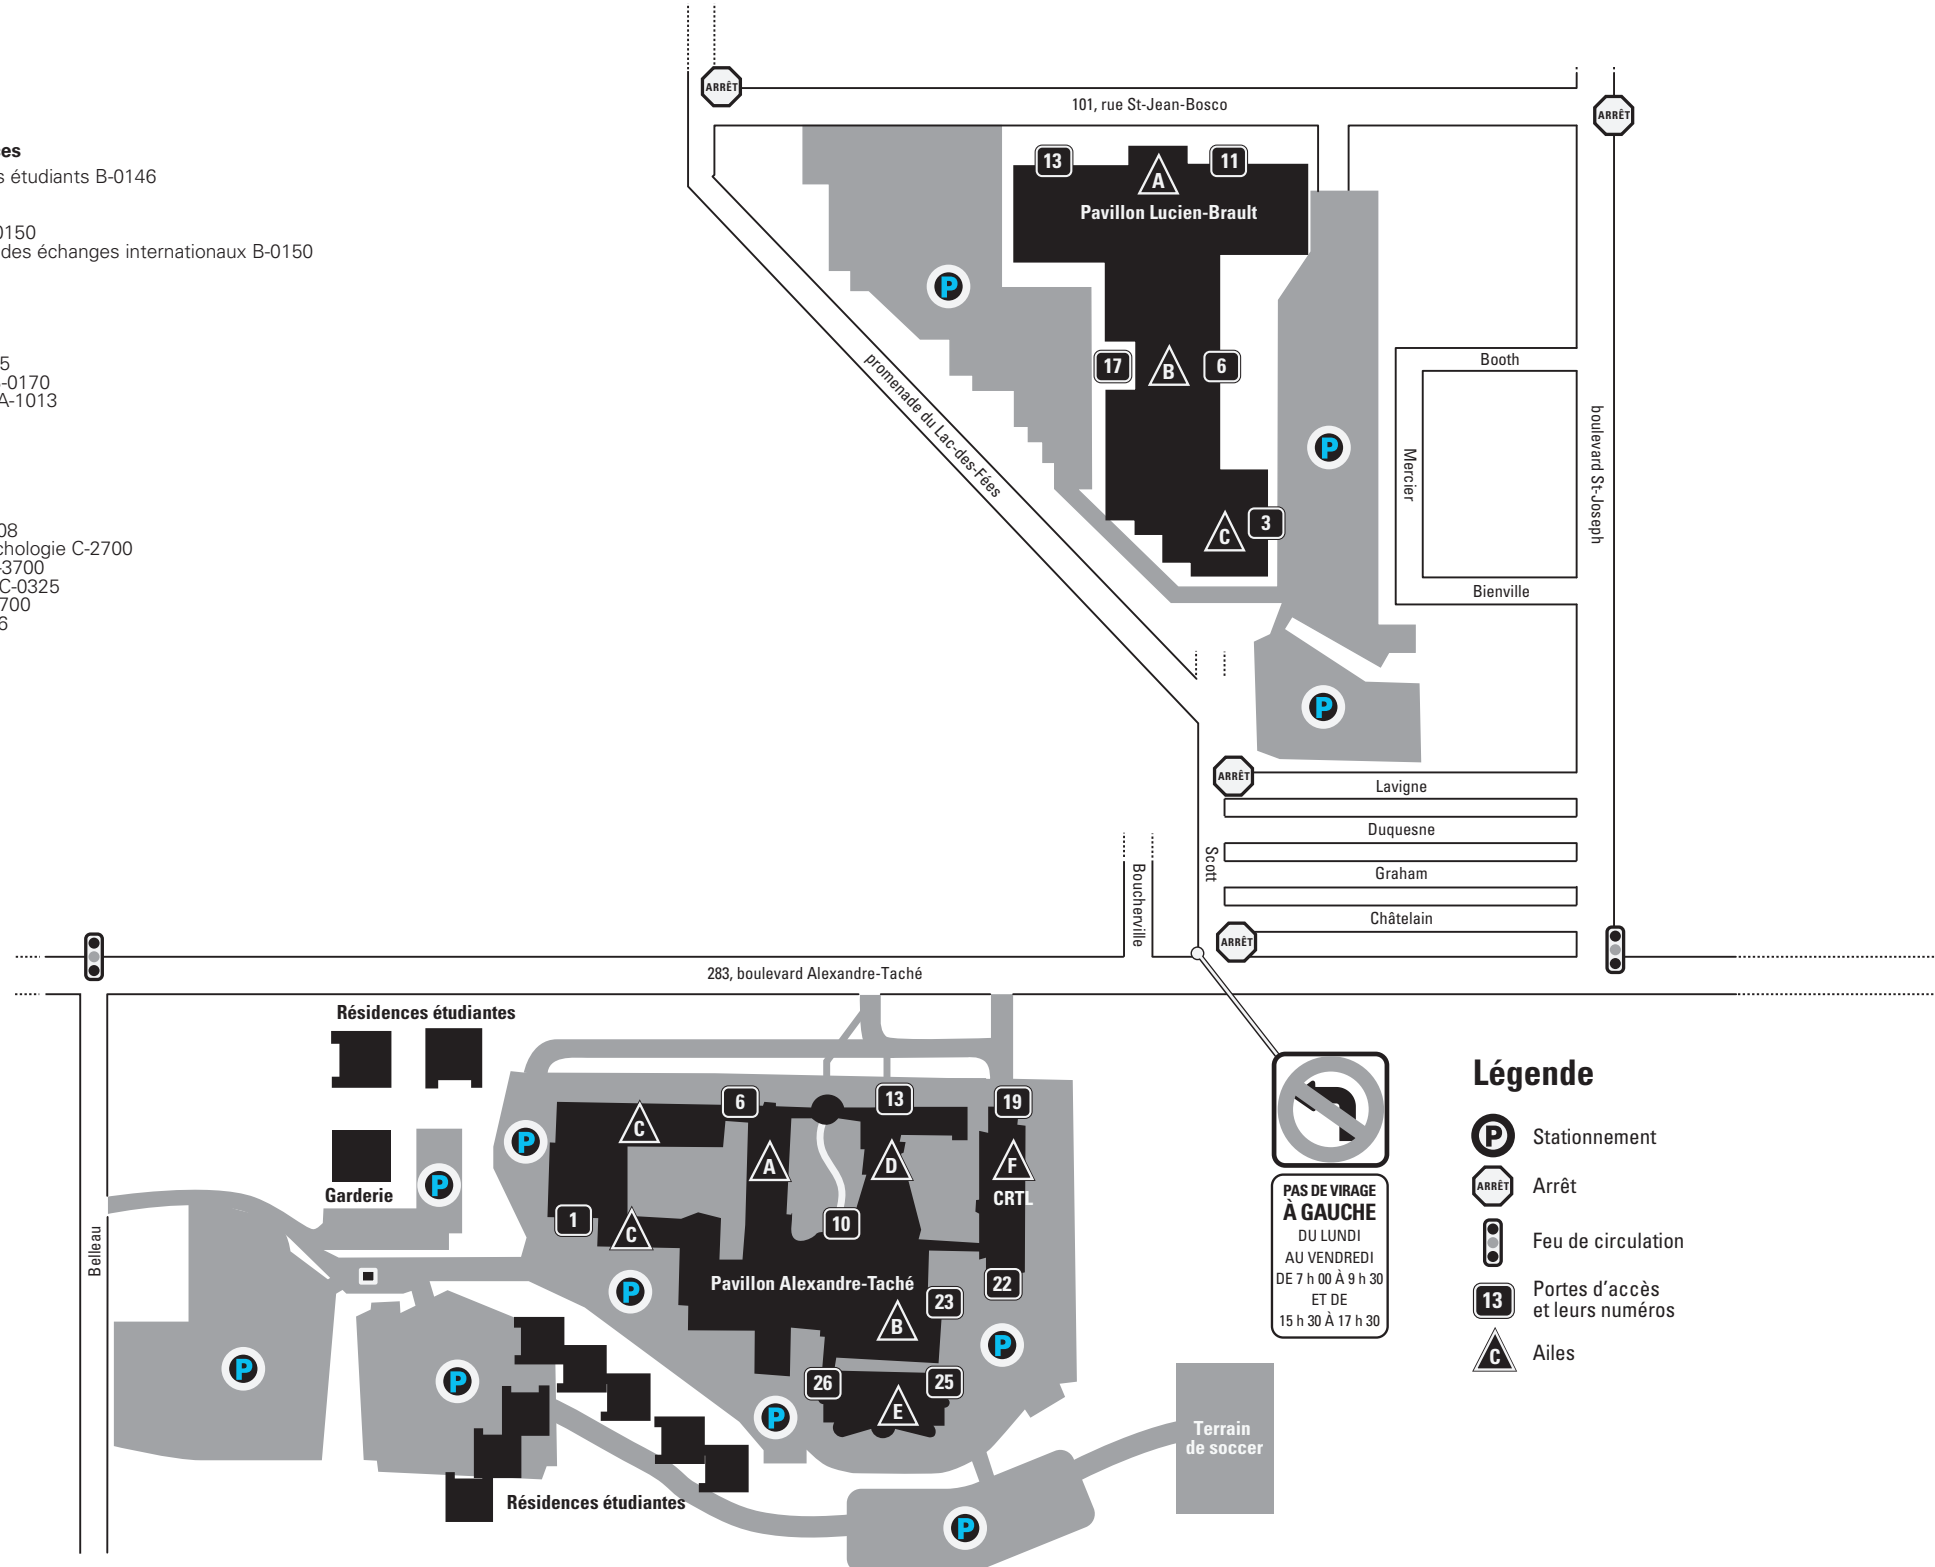 ces
s étudiants B-0146
0150
des échanges internationaux B-0150
5
-0170
A-1013
08
chologie C-2700
-3700
C-0325
700
6
ARRÊT
101, rue St-Jean-Bosco
ARRÊT
13
A
11
Pavillon Lucien-Brault
P
17
B
6
promenade du Lac-des-Fées
P
C
3
Booth
Mercier
boulevard St-Joseph
Bienville
P
ARRÊT
Lavigne
Duquesne
Scott
Graham
Boucherville
Châtelain
ARRÊT
283, boulevard Alexandre-Taché
Résidences étudiantes
Garderie
P
Belleau
P
C
6
A
13
D
19
F
CRTL
1
C
10
P
Pavillon Alexandre-Taché
22
23
B
P
P
P
26
25
E
P
Résidences étudiantes
P
Terrain
de soccer
PAS DE VIRAGE
À GAUCHE
DU LUNDI
AU VENDREDI
DE 7 h 00 À 9 h 30
ET DE
15 h 30 À 17 h 30
Légende
P Stationnement
ARRÊT Arrêt
Feu de circulation
13 Portes d’accès
et leurs numéros
C Ailes